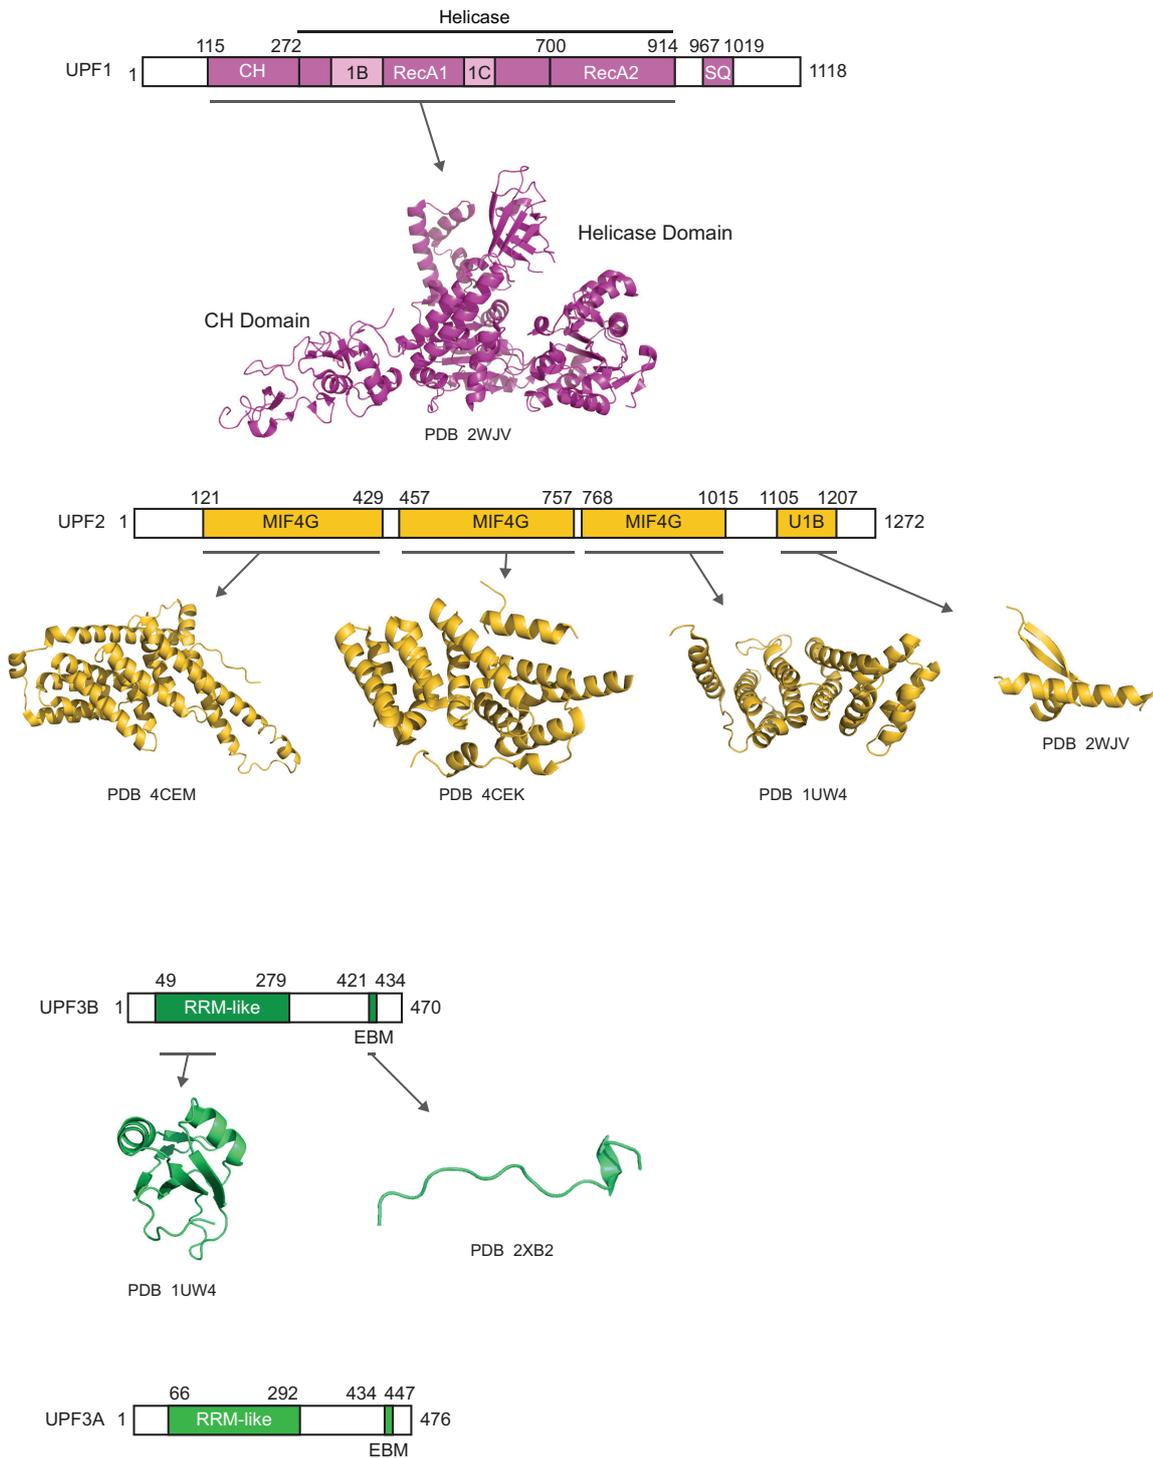 Helicase
115 272 700 914 967 1019
UPF1 1 CH 1B RecA1 1C RecA2 SQ 1118
Helicase Domain
CH Domain
PDB 2WJV
121 429 457 757 768 1015 1105 1207
UPF2 1 MIF4G MIF4G MIF4G U1B 1272
PDB 2WJV
PDB 4CEM PDB 4CEK PDB 1UW4
49 279 421 434
UPF3B 1 RRM-like 470
EBM
PDB 2XB2
PDB 1UW4
66 292 434 447
UPF3A 1 RRM-like 476
EBM